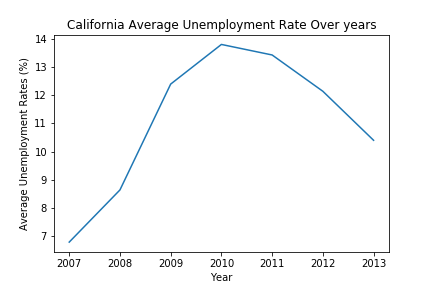 California Average Unemployment Rate Over years
Average Unemployment Rates (%)
14
13
12
11
10
9
8
7
2007 2008 2009 2010 2011 2012 2013
Year